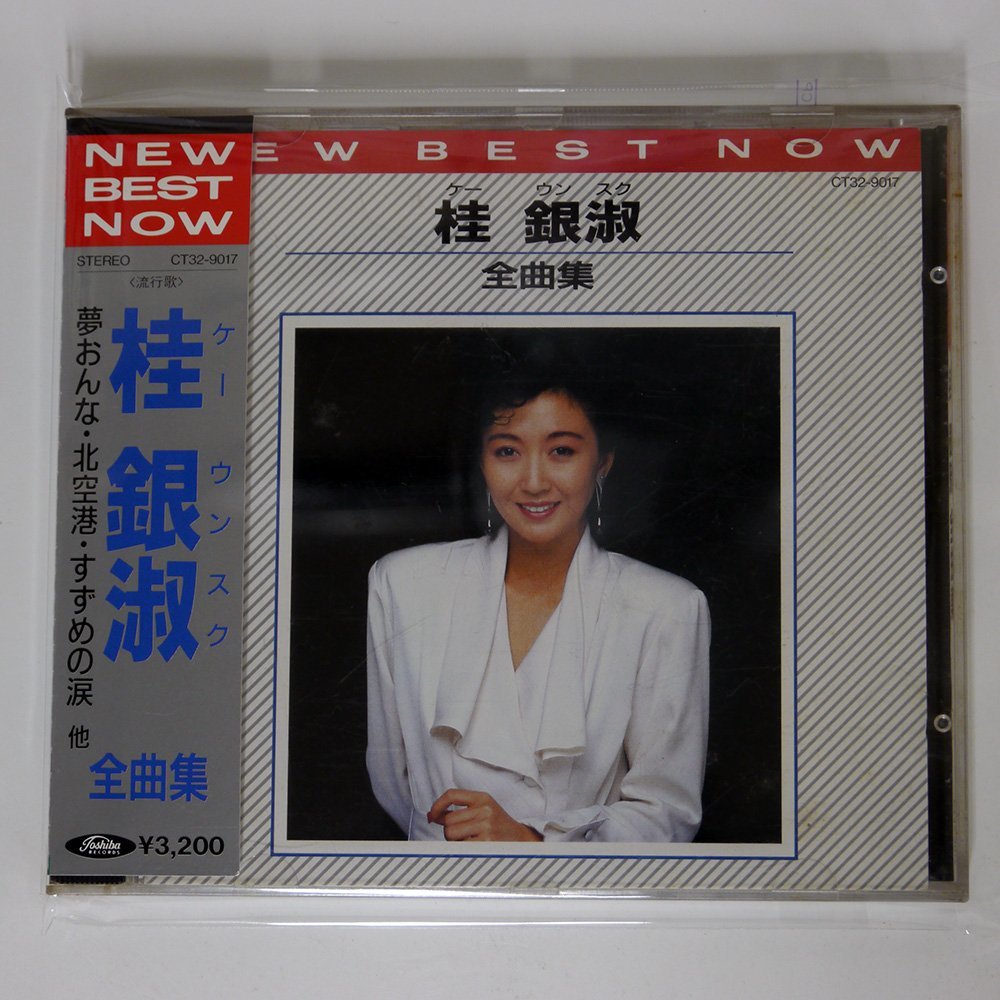 NEW
BEST
NOW
STEREO CT32-9017
〈流行歌〉
桂 銀淑
ケー ウン スク
夢おんな・北空港・すずめの涙 他
全曲集
Toshiba
RECORDS
¥3,200
EW BEST NOW
CT32-9017
ケー ウン スク
桂 銀淑
全曲集